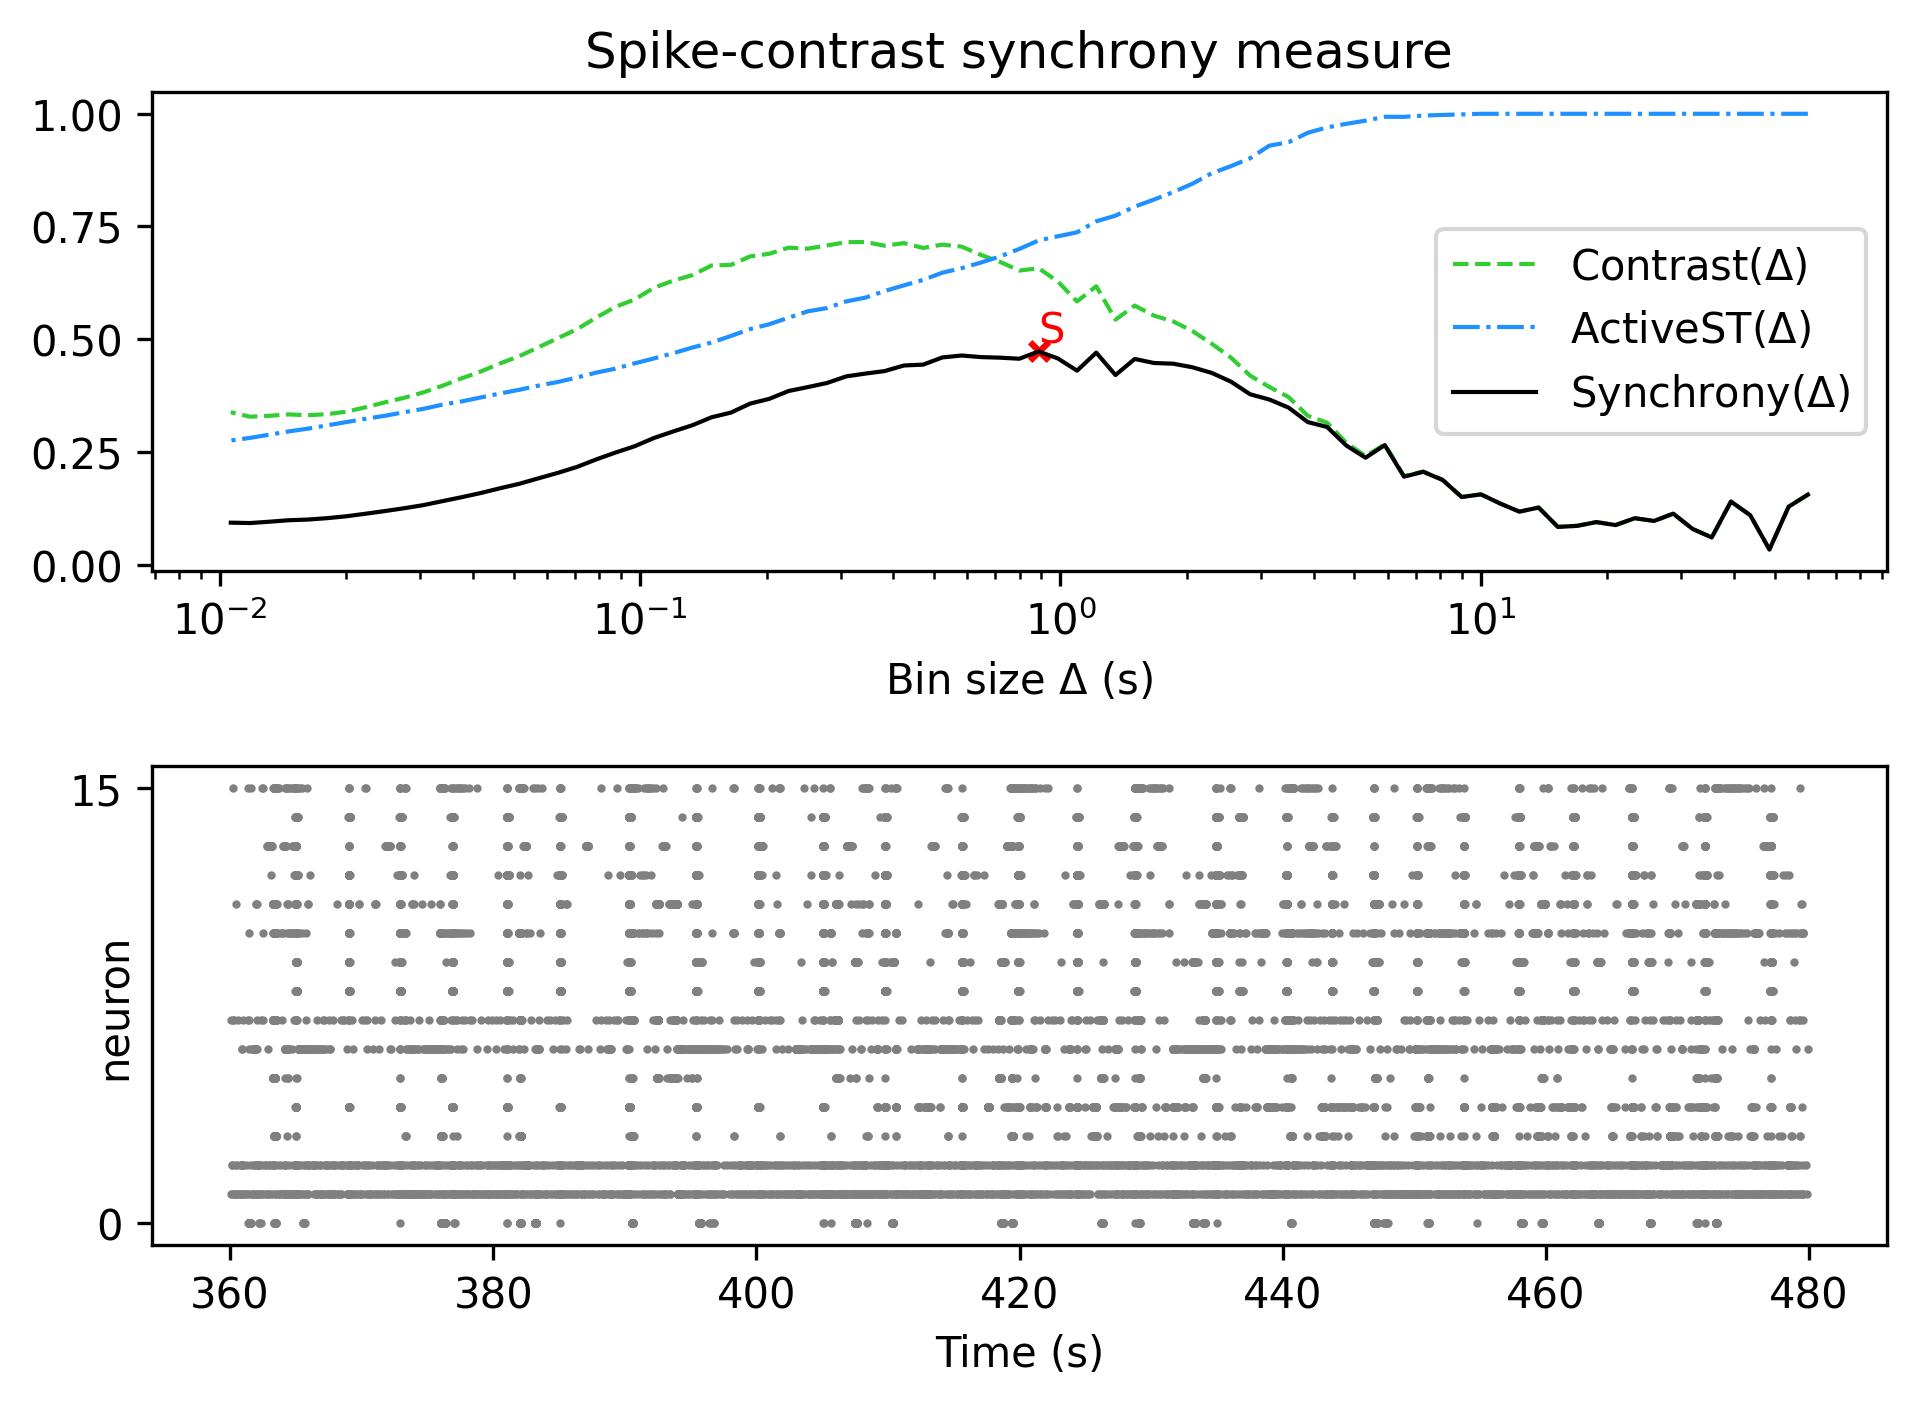 Spike-contrast synchrony measure
1.00
0.75
0.50
0.25
0.00
S
Contrast(Δ)
ActiveST(Δ)
Synchrony(Δ)
10⁻² 10⁻¹ 10⁰ 10¹
Bin size Δ (s)
15
neuron
0
360 380 400 420 440 460 480
Time (s)